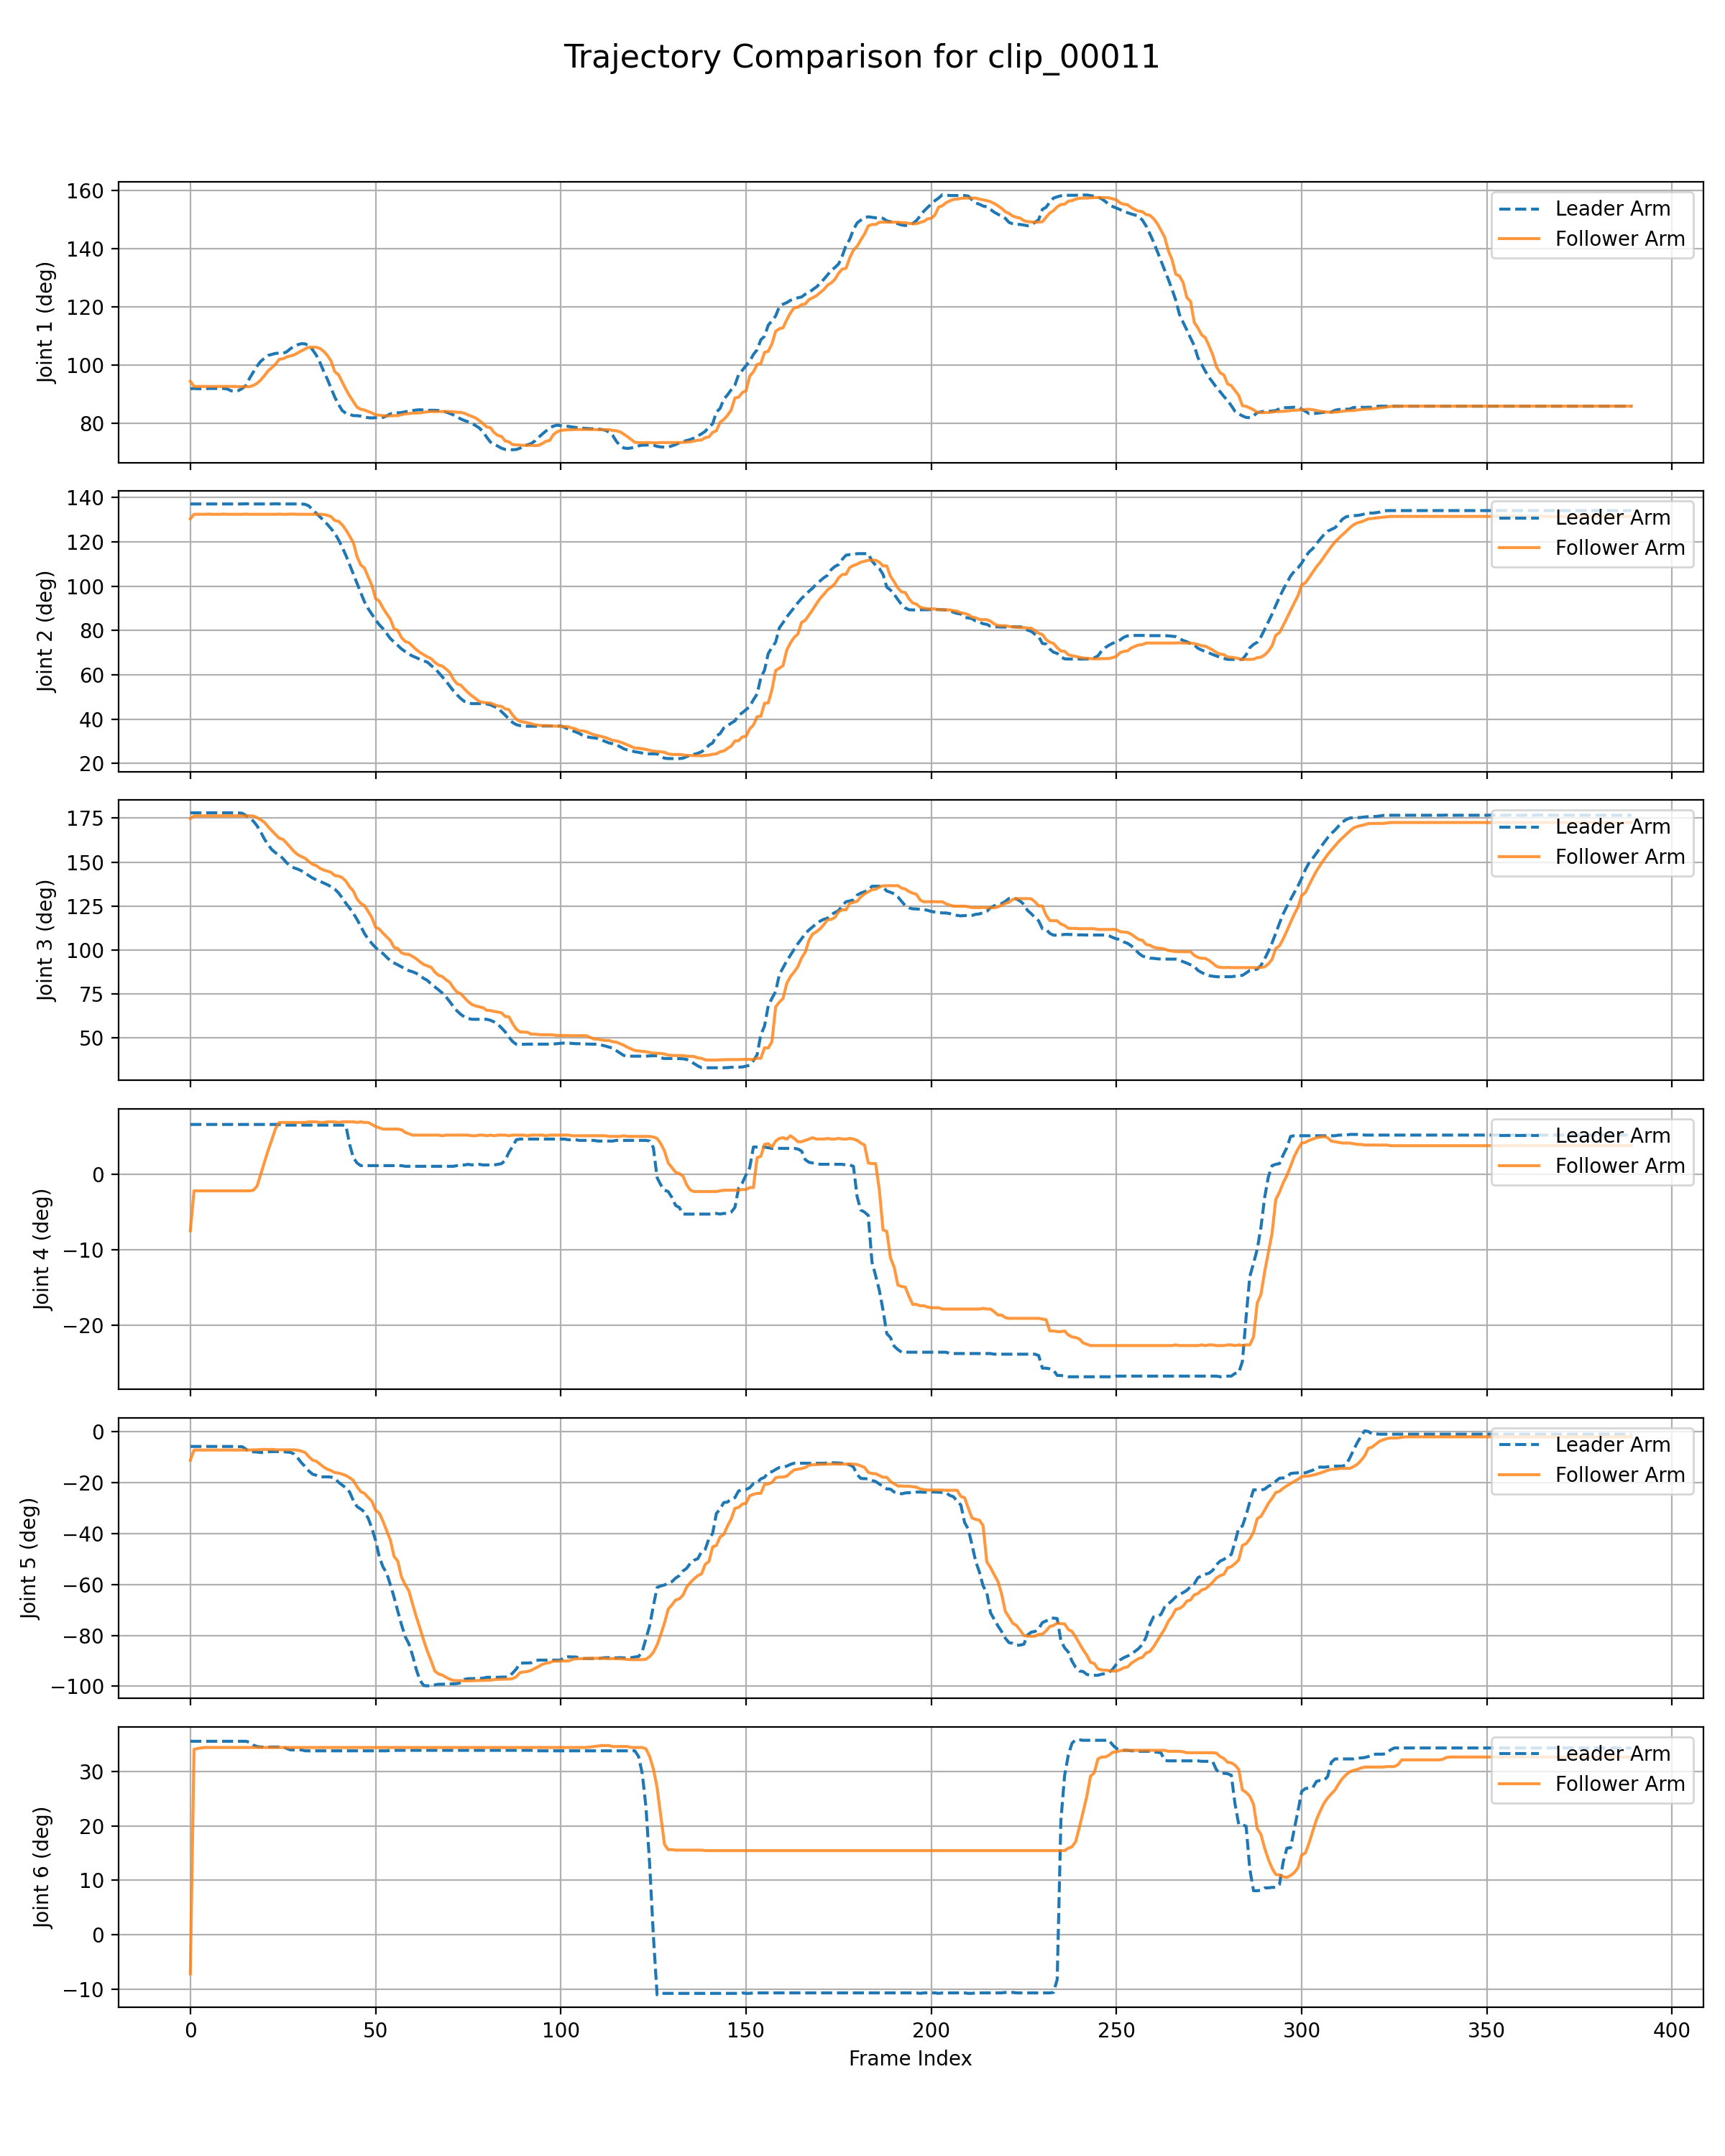 Trajectory Comparison for clip_00011
Joint 1 (deg)
160
140
120
100
80
Leader Arm
Follower Arm
Joint 2 (deg)
140
120
100
80
60
40
20
Leader Arm
Follower Arm
Joint 3 (deg)
175
150
125
100
75
50
Leader Arm
Follower Arm
Joint 4 (deg)
0
−10
−20
Leader Arm
Follower Arm
Joint 5 (deg)
0
−20
−40
−60
−80
−100
Leader Arm
Follower Arm
Joint 6 (deg)
30
20
10
0
−10
Leader Arm
Follower Arm
0 50 100 150 200 250 300 350 400
Frame Index